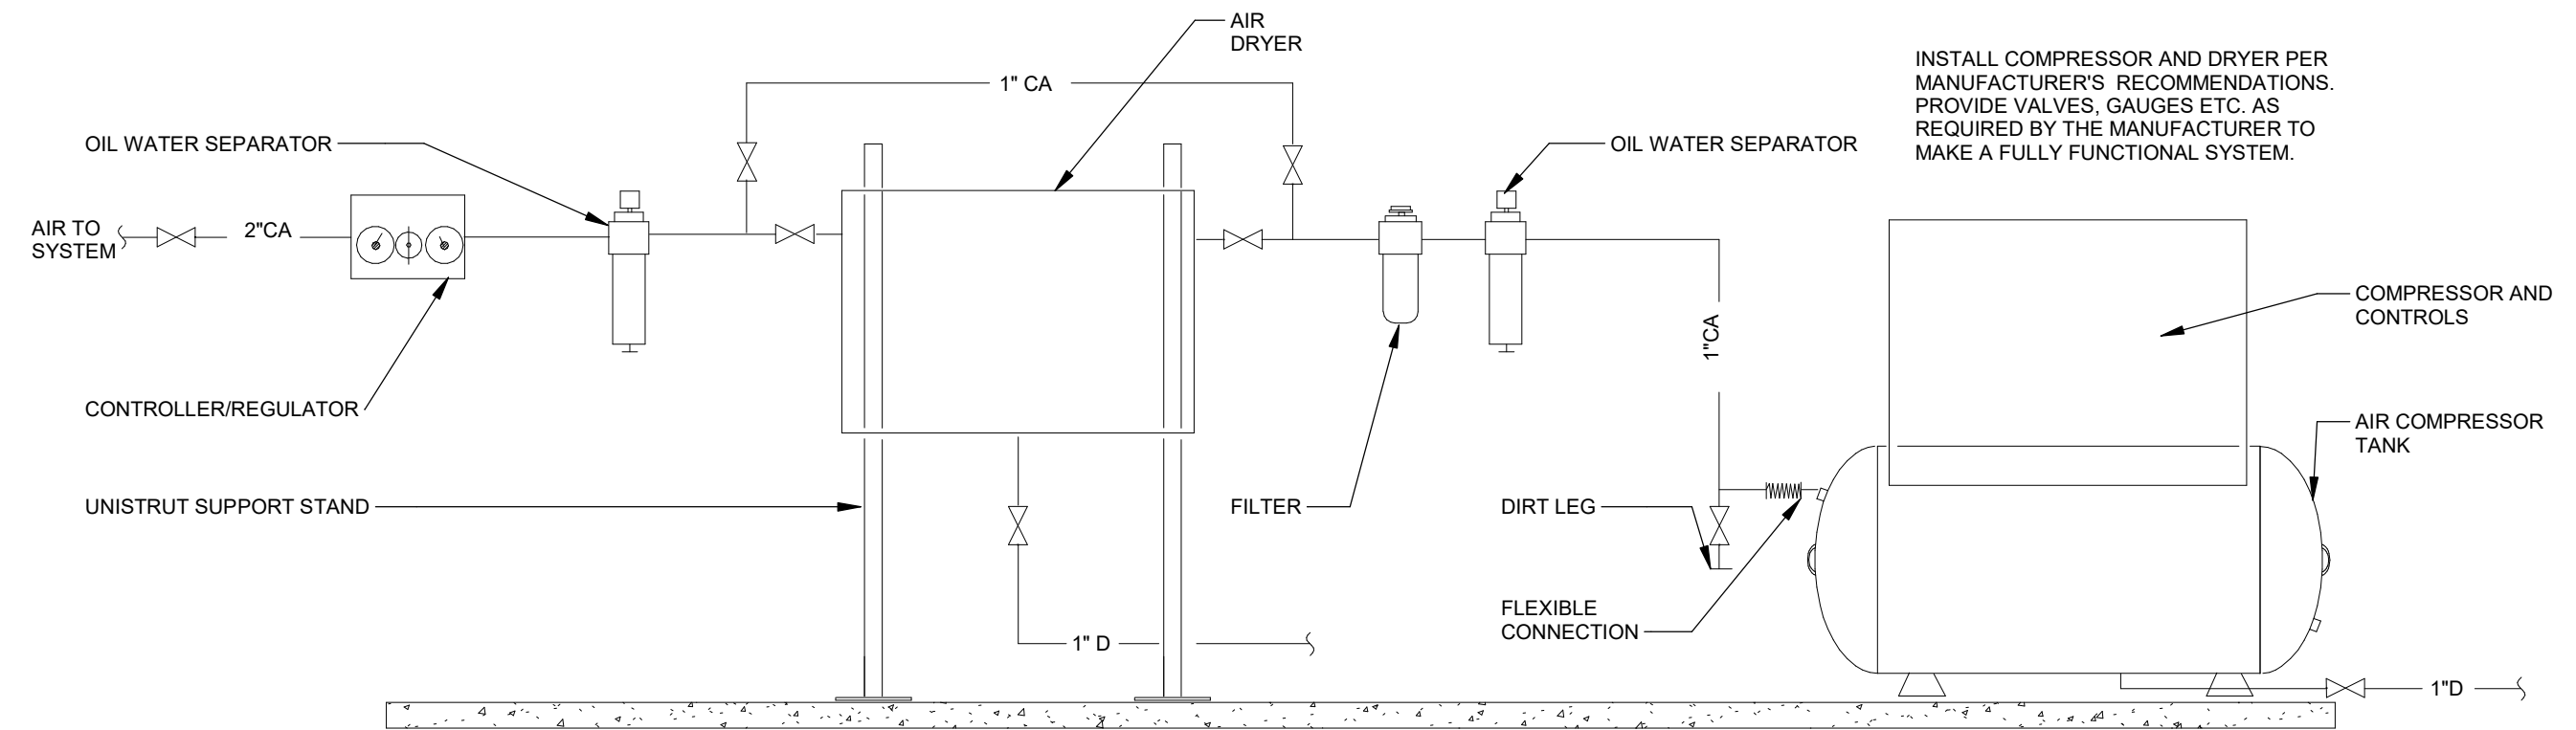 AIR
DRYER
1" CA
INSTALL COMPRESSOR AND DRYER PER
MANUFACTURER'S  RECOMMENDATIONS.
PROVIDE VALVES, GAUGES ETC. AS
REQUIRED BY THE MANUFACTURER TO
MAKE A FULLY FUNCTIONAL SYSTEM.
OIL WATER SEPARATOR
OIL WATER SEPARATOR
AIR TO
SYSTEM
2"CA
COMPRESSOR AND
CONTROLS
1"CA
CONTROLLER/REGULATOR
AIR COMPRESSOR
TANK
UNISTRUT SUPPORT STAND
FILTER
DIRT LEG
FLEXIBLE
CONNECTION
1" D
1"D